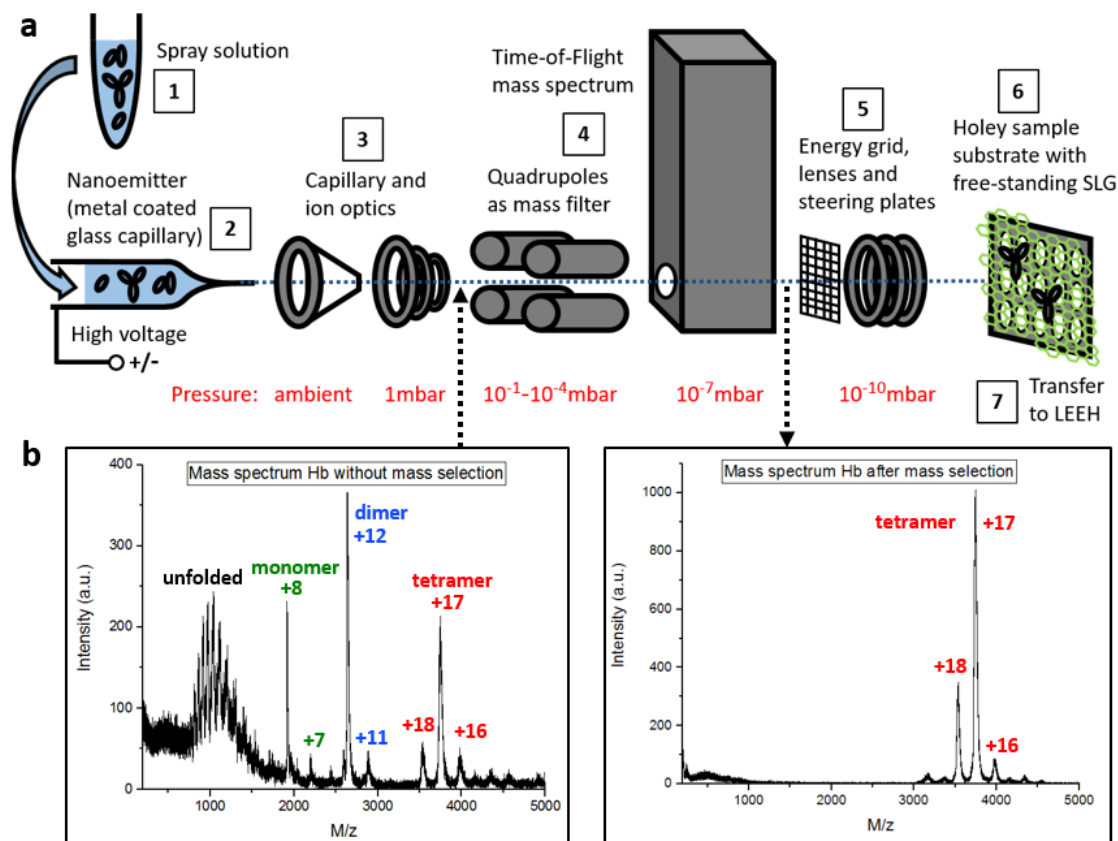 a
Spray solution
1
Nanoemitter
(metal coated
glass capillary)
2
High voltage
+/-
3
Capillary and
ion optics
Time-of-Flight
mass spectrum
4
Quadrupoles
as mass filter
5
Energy grid,
lenses and
steering plates
6
Holey sample
substrate with
free-standing SLG
7
Transfer
to LEEH
Pressure: ambient 1mbar 10⁻¹-10⁻⁴mbar 10⁻⁷mbar 10⁻¹⁰mbar
b
Mass spectrum Hb without mass selection
Intensity (a.u.)
400
300
200
100
0
unfolded
monomer
+8
+7
dimer
+12
+11
tetramer
+17
+18
+16
1000 2000 3000 4000 5000
M/z
Mass spectrum Hb after mass selection
Intensity (a.u.)
1000
800
600
400
200
0
tetramer +17
+18
+16
1000 2000 3000 4000 5000
M/z